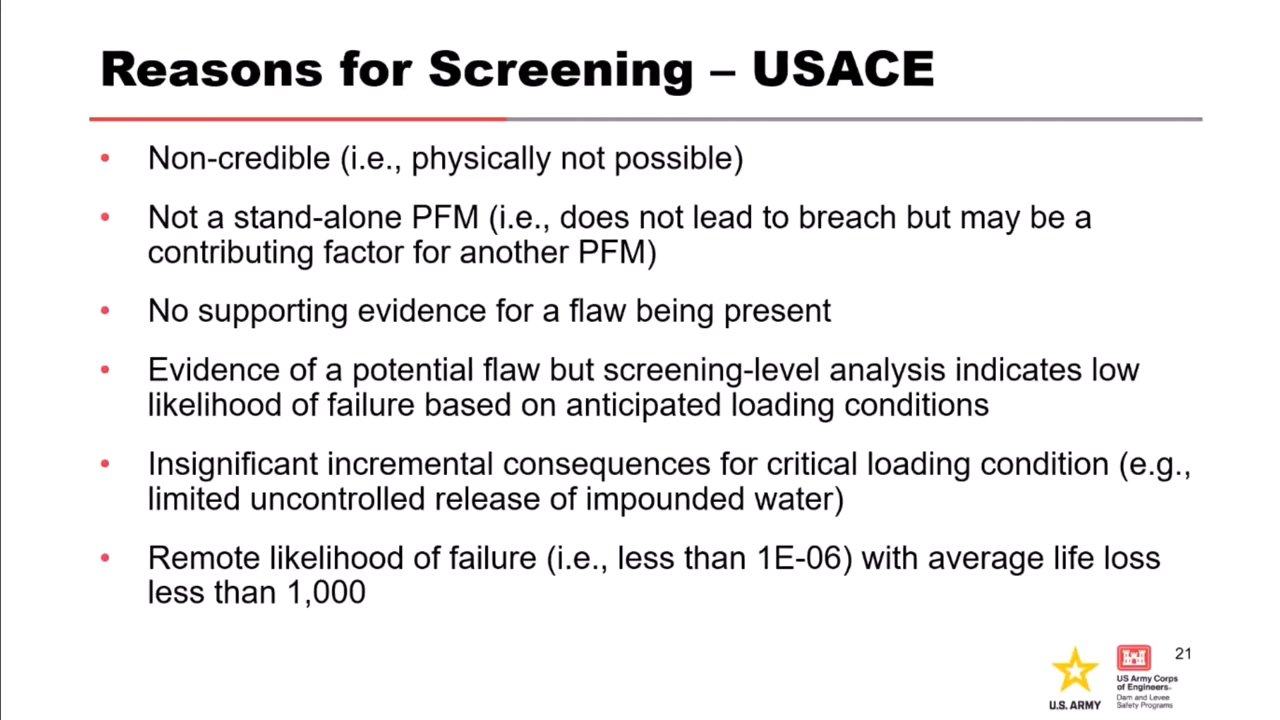 Reasons for Screening – USACE
• Non-credible (i.e., physically not possible)
• Not a stand-alone PFM (i.e., does not lead to breach but may be a
contributing factor for another PFM)
• No supporting evidence for a flaw being present
• Evidence of a potential flaw but screening-level analysis indicates low
likelihood of failure based on anticipated loading conditions
• Insignificant incremental consequences for critical loading condition (e.g.,
limited uncontrolled release of impounded water)
• Remote likelihood of failure (i.e., less than 1E-06) with average life loss
less than 1,000
21
U.S. ARMY
US Army Corps
of Engineers®
Dam and Levee
Safety Programs